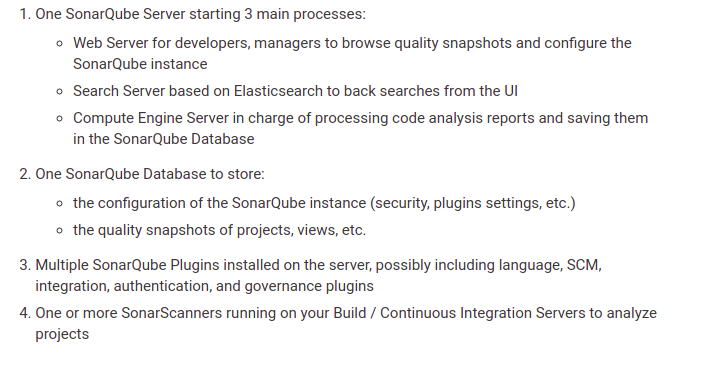 1. One SonarQube Server starting 3 main processes:
Web Server for developers, managers to browse quality snapshots and configure the
SonarQube instance
Search Server based on Elasticsearch to back searches from the UI
Compute Engine Server in charge of processing code analysis reports and saving them
in the SonarQube Database
2. One SonarQube Database to store:
the configuration of the SonarQube instance (security, plugins settings, etc.)
the quality snapshots of projects, views, etc.
3. Multiple SonarQube Plugins installed on the server, possibly including language, SCM,
integration, authentication, and governance plugins
4. One or more SonarScanners running on your Build / Continuous Integration Servers to analyze
projects